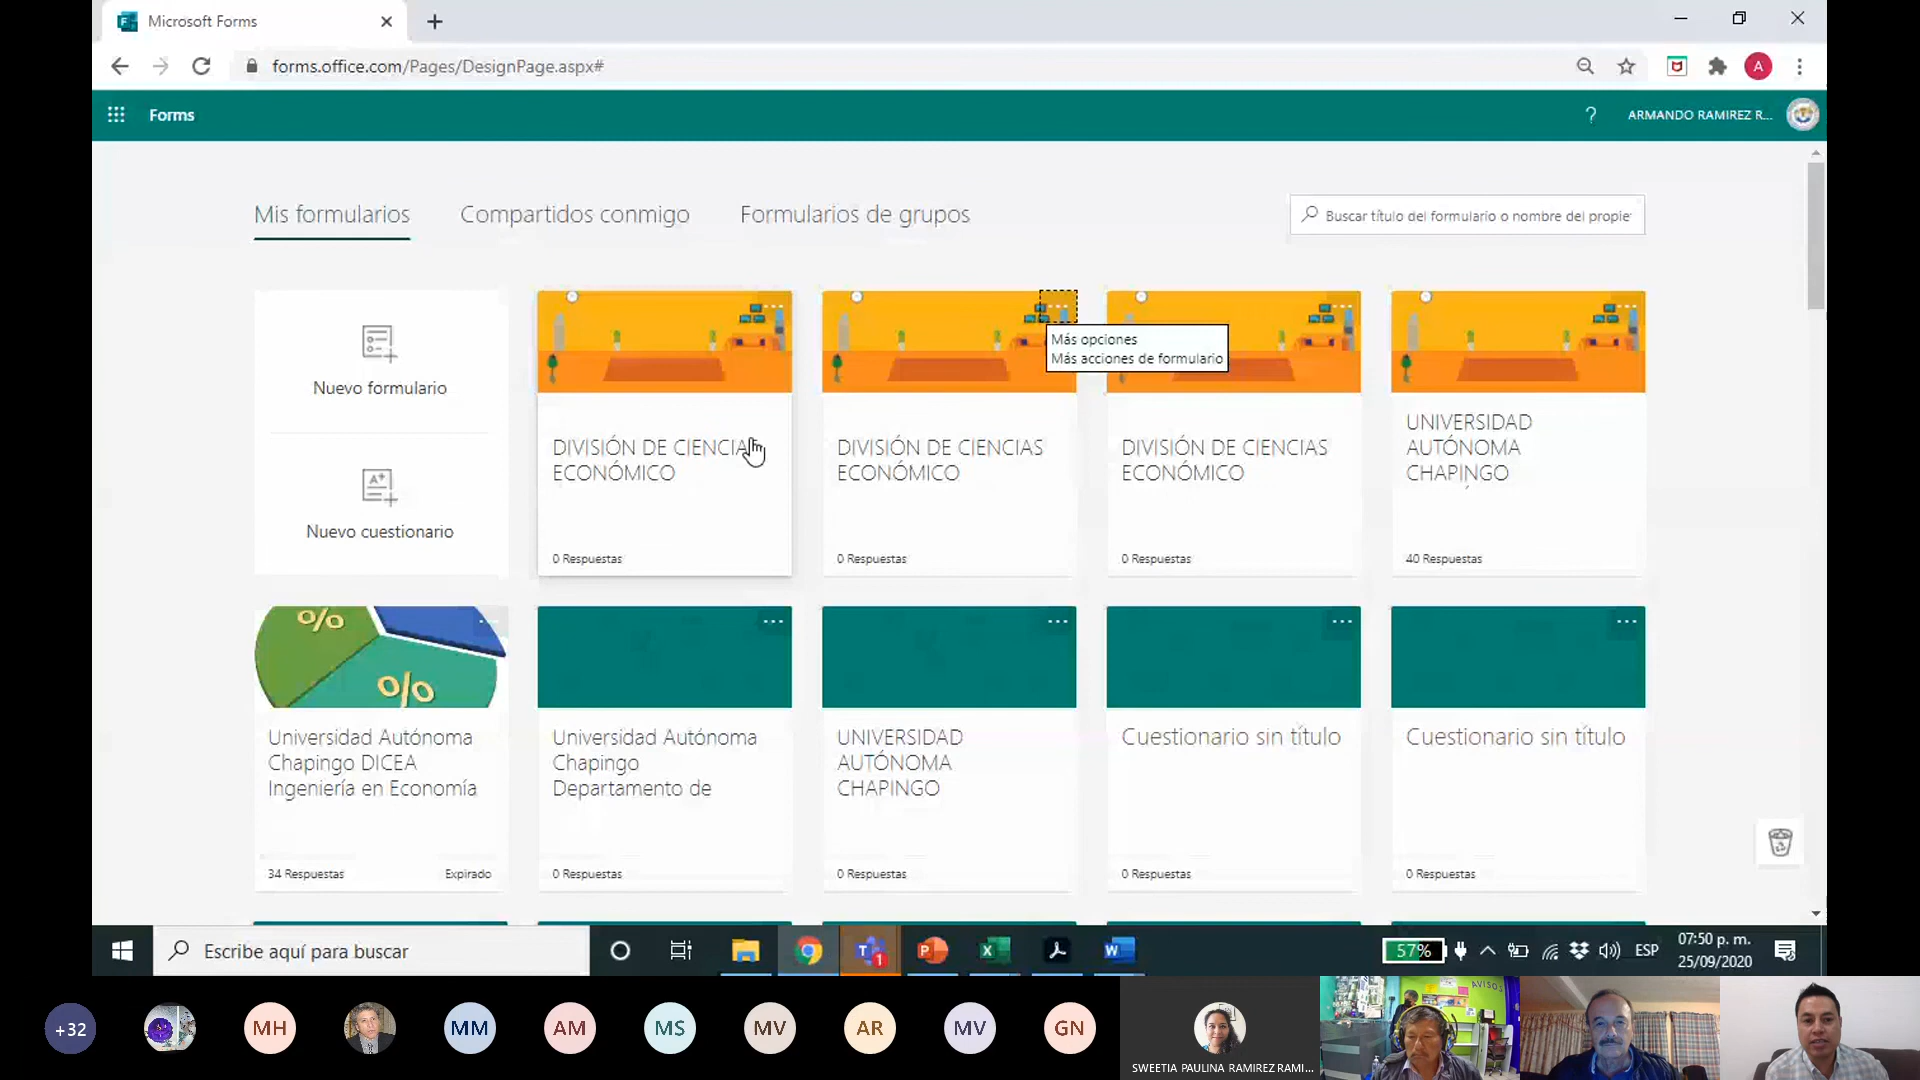 Microsoft Forms
forms.office.com/Pages/DesignPage.aspx#
A
Forms
?
ARMANDO RAMIREZ R...
Mis formularios
Compartidos conmigo
Formularios de grupos
Buscar título del formulario o nombre del propie
Nuevo formulario
Nuevo cuestionario
DIVISIÓN DE CIENCIAS
ECONÓMICO
0 Respuestas
DIVISIÓN DE CIENCIAS
ECONÓMICO
0 Respuestas
Más opciones
Más acciones de formulario
DIVISIÓN DE CIENCIAS
ECONÓMICO
0 Respuestas
UNIVERSIDAD
AUTÓNOMA
CHAPINGO
40 Respuestas
%
%
Universidad Autónoma
Chapingo DICEA
Ingeniería en Economía
34 Respuestas
Expirado
Universidad Autónoma
Chapingo
Departamento de
0 Respuestas
UNIVERSIDAD
AUTÓNOMA
CHAPINGO
0 Respuestas
Cuestionario sin título
0 Respuestas
Cuestionario sin título
0 Respuestas
Escribe aquí para buscar
57%
ESP
07:50 p. m.
25/09/2020
+32
MH
MM
AM
MS
MV
AR
MV
GN
SWEETIA PAULINA RAMIREZ RAMI...
AVISOS